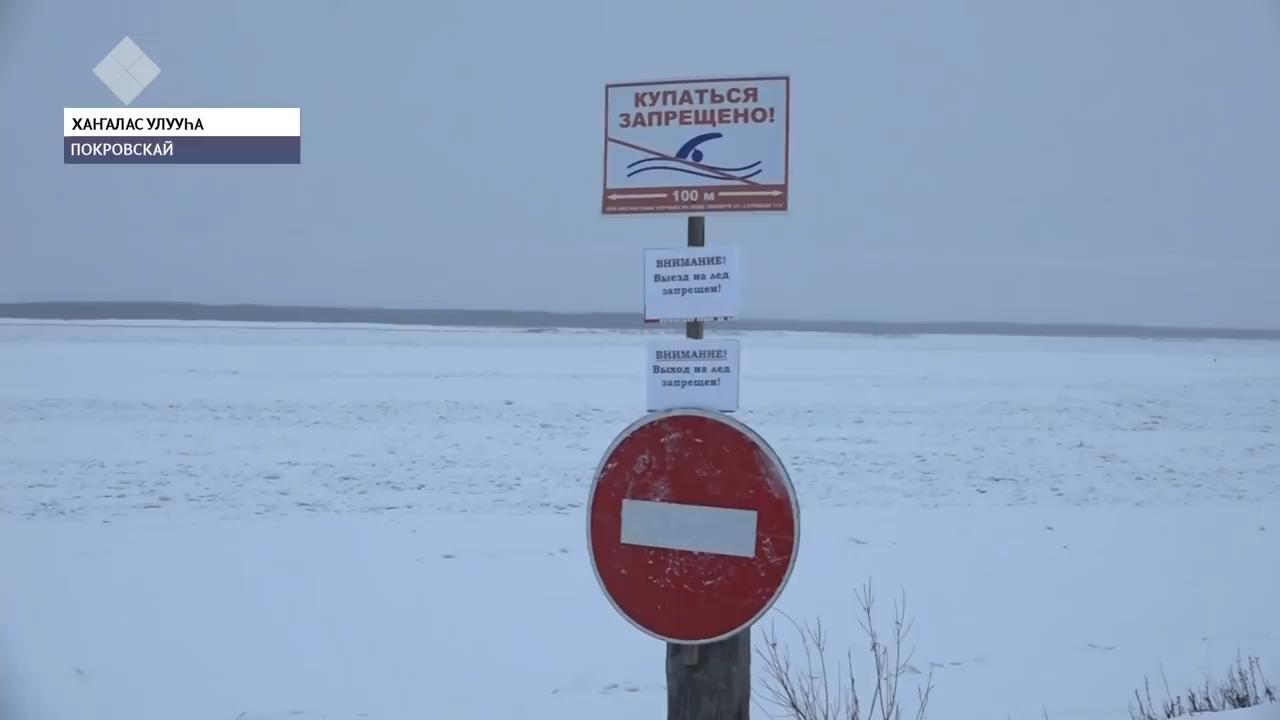 ХАҤАЛАС УЛУУҺА
ПОКРОВСКАЙ
КУПАТЬСЯ
ЗАПРЕЩЕНО!
100 м
ВНИМАНИЕ!
Выезд на лед
запрещен!
ВНИМАНИЕ!
Выход на лед
запрещен!